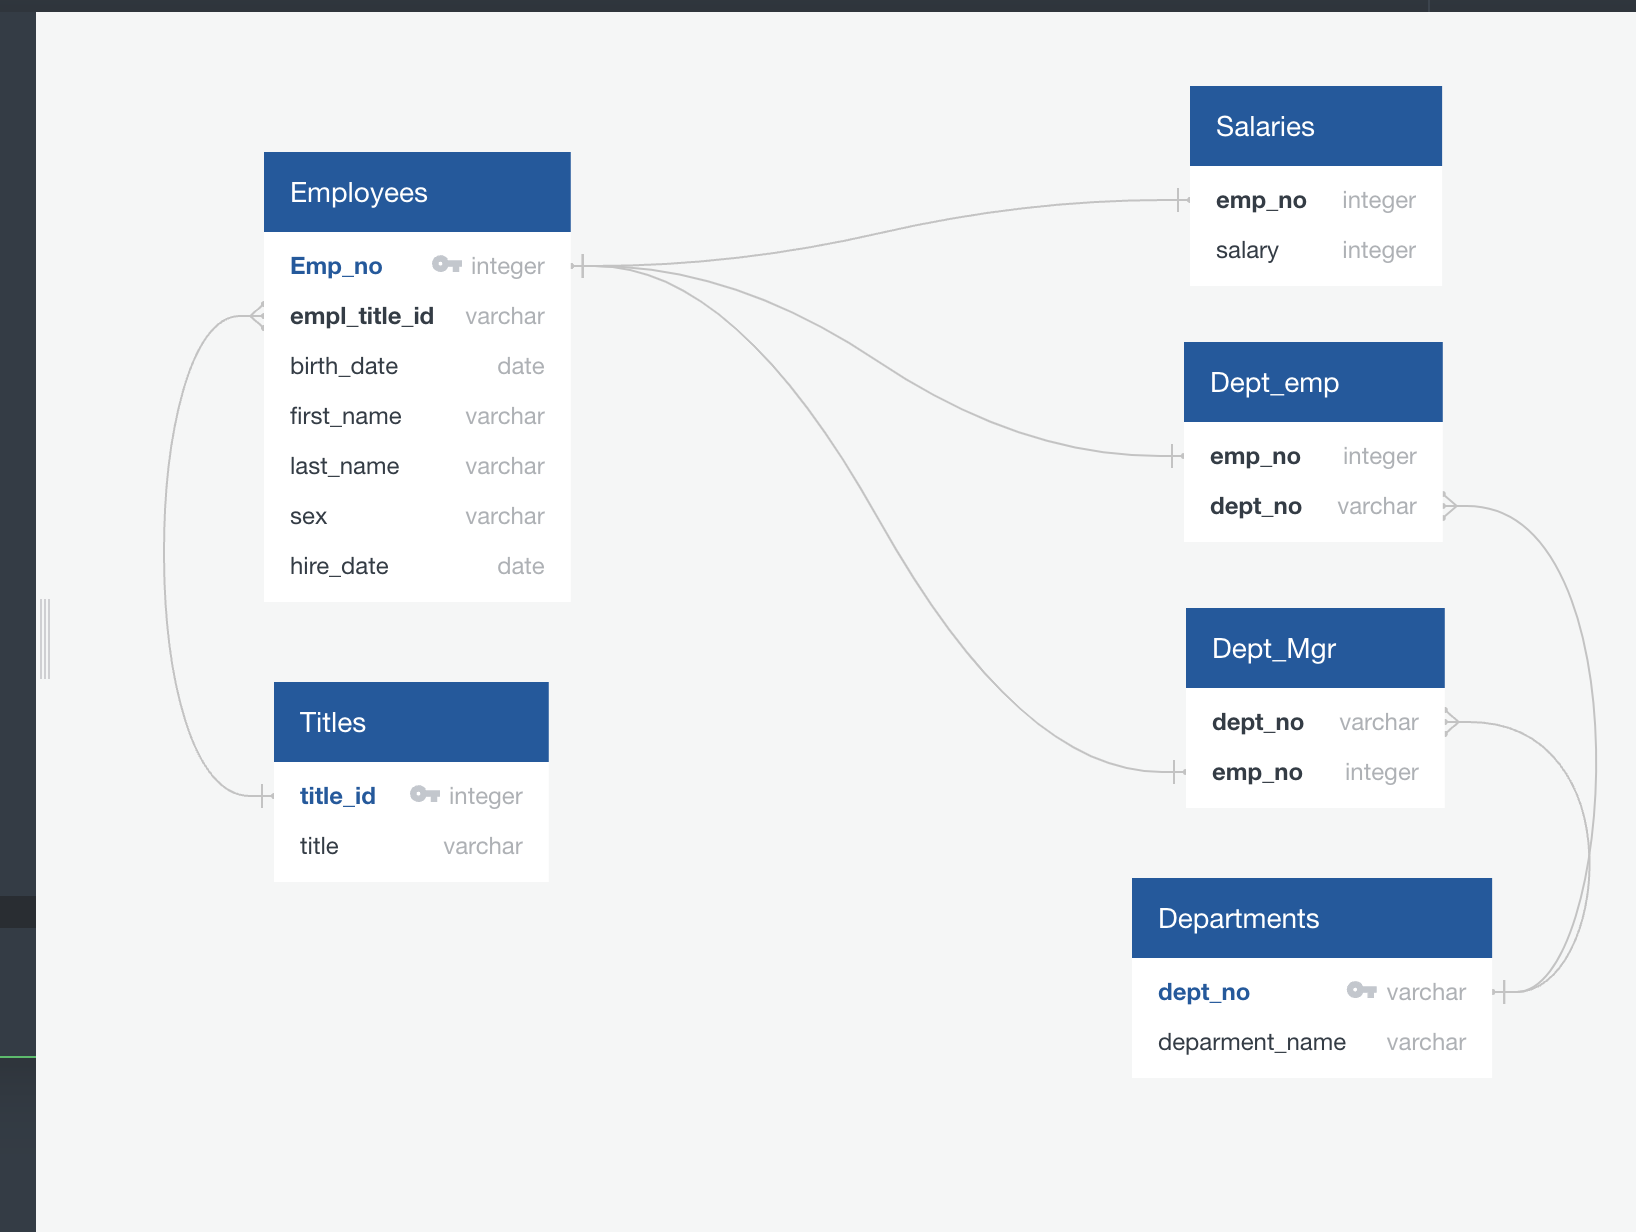 Employees
Emp_no integer
empl_title_id varchar
birth_date date
first_name varchar
last_name varchar
sex varchar
hire_date date
Titles
title_id integer
title varchar
Salaries
emp_no integer
salary integer
Dept_emp
emp_no integer
dept_no varchar
Dept_Mgr
dept_no varchar
emp_no integer
Departments
dept_no varchar
deparment_name varchar